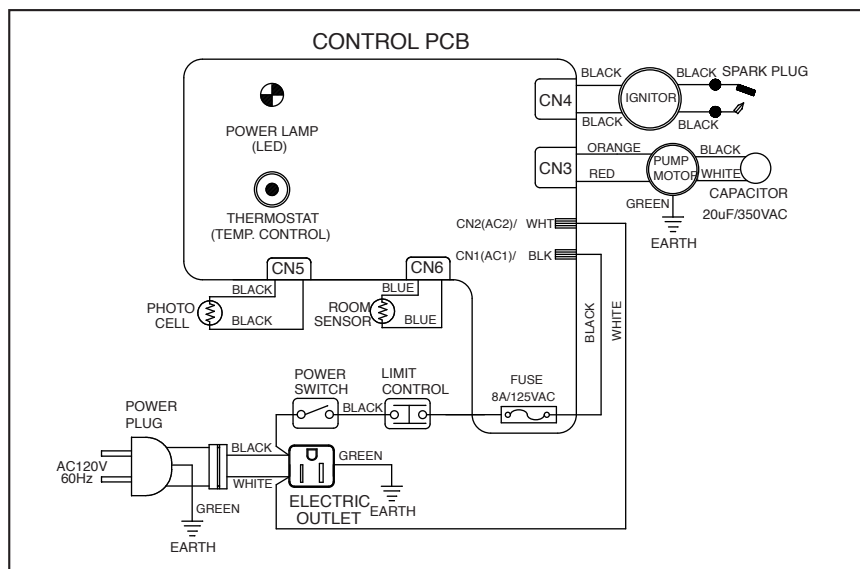 CONTROL PCB
POWER LAMP
(LED)
THERMOSTAT
(TEMP. CONTROL)
CN4
BLACK
BLACK
IGNITOR
BLACK
BLACK
SPARK PLUG
CN3
ORANGE
RED
PUMP
MOTOR
BLACK
WHITE
CAPACITOR
20uF/350VAC
GREEN
EARTH
CN2(AC2)/ WHT
CN1(AC1)/ BLK
BLACK
WHITE
CN5
BLACK
BLACK
PHOTO
CELL
CN6
BLUE
BLUE
ROOM
SENSOR
POWER
SWITCH
BLACK
LIMIT
CONTROL
FUSE
8A/125VAC
POWER
PLUG
AC120V
60Hz
BLACK
WHITE
GREEN
EARTH
ELECTRIC
OUTLET
GREEN
EARTH